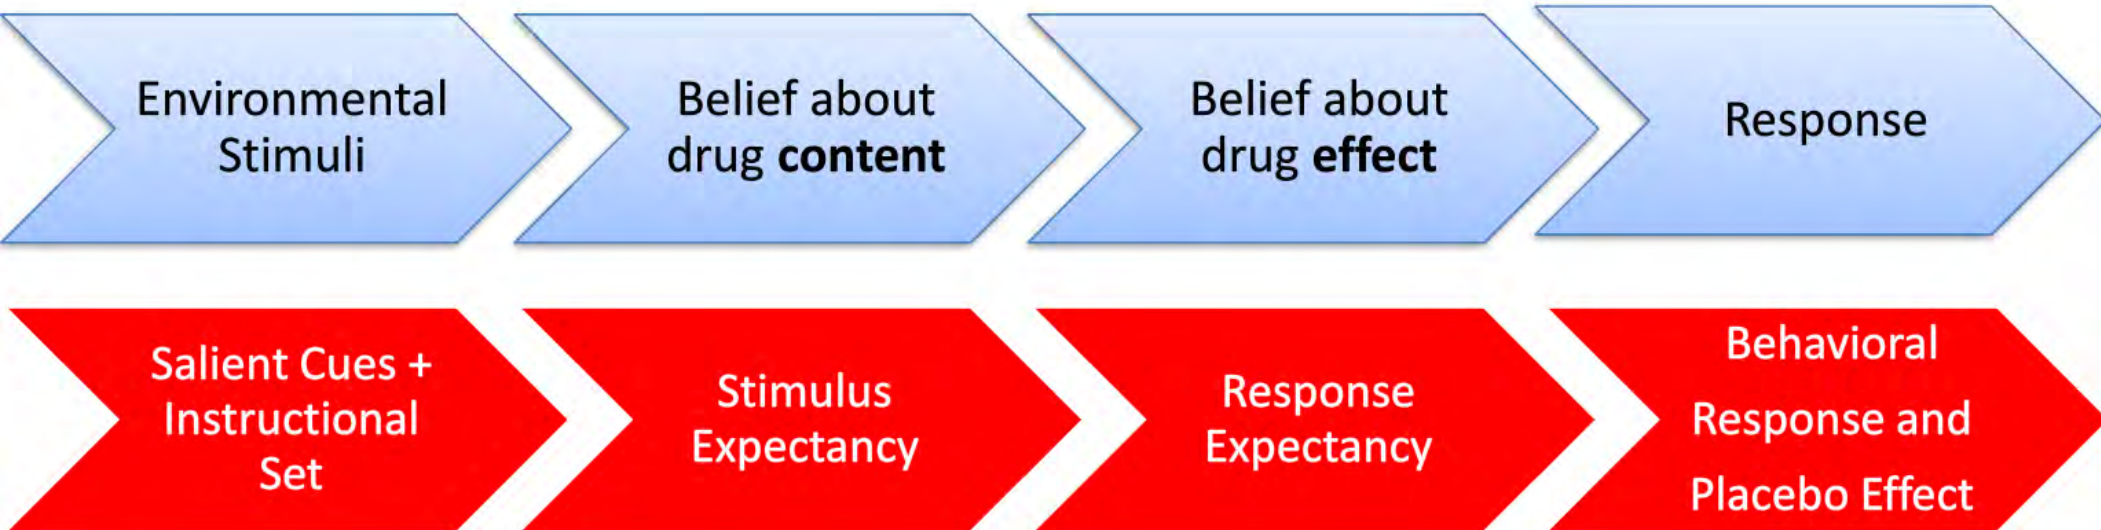 Environmental
Stimuli
Belief about
drug content
Belief about
drug effect
Response
Salient Cues +
Instructional
Set
Stimulus
Expectancy
Response
Expectancy
Behavioral
Response and
Placebo Effect